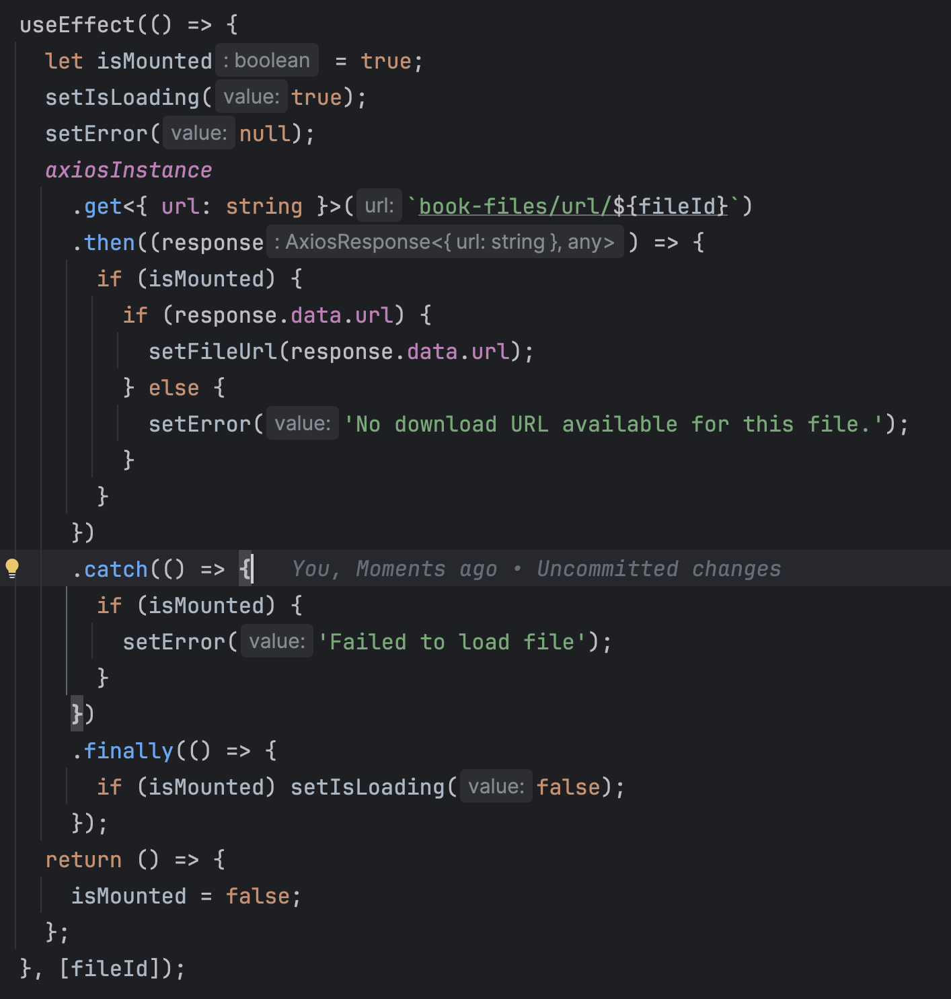 useEffect(() => {
let isMounted : boolean = true;
setIsLoading( value: true);
setError( value: null);
axiosInstance
.get<{ url: string }>( url: `book-files/url/${fileId}`)
.then((response : AxiosResponse<{ url: string }, any> ) => {
if (isMounted) {
if (response.data.url) {
setFileUrl(response.data.url);
} else {
setError( value: 'No download URL available for this file.');
}
}
})
.catch(() => { You, Moments ago • Uncommitted changes
if (isMounted) {
setError( value: 'Failed to load file');
}
})
.finally(() => {
if (isMounted) setIsLoading( value: false);
});
return () => {
isMounted = false;
};
}, [fileId]);